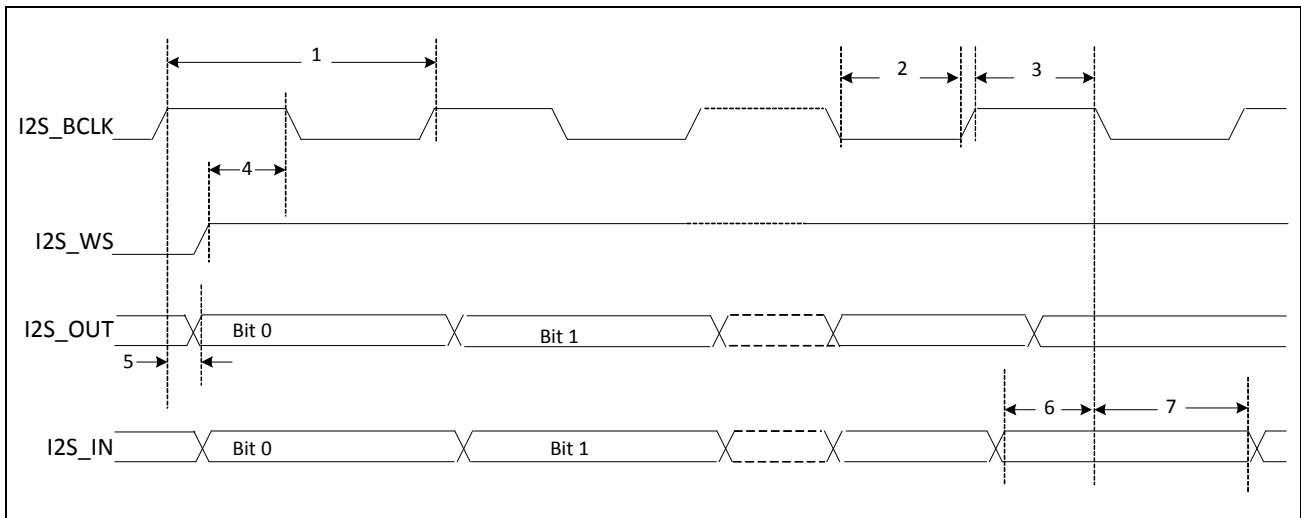 1
2
3
I2S_BCLK
4
I2S_WS
I2S_OUT
Bit 0
Bit 1
5
6
7
I2S_IN
Bit 0
Bit 1